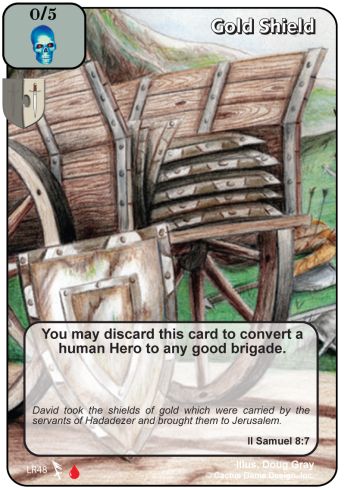 0/5
Gold Shield
You may discard this card to convert a
human Hero to any good brigade.
David took the shields of gold which were carried by the
servants of Hadadezer and brought them to Jerusalem.
II Samuel 8:7
LR48
Illus. Doug Gray
Cactus Game Design, Inc.